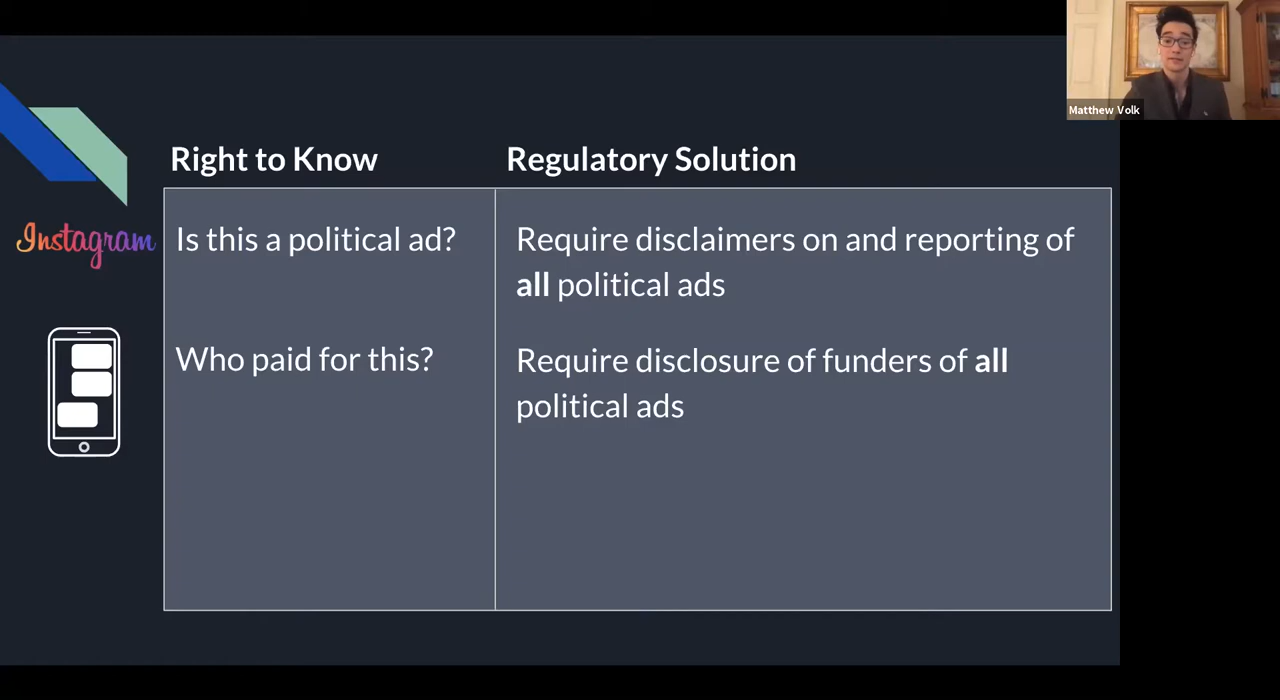 Matthew Volk
Right to Know
Regulatory Solution
Instagram
Is this a political ad?
Require disclaimers on and reporting of
all political ads
Who paid for this?
Require disclosure of funders of all
political ads